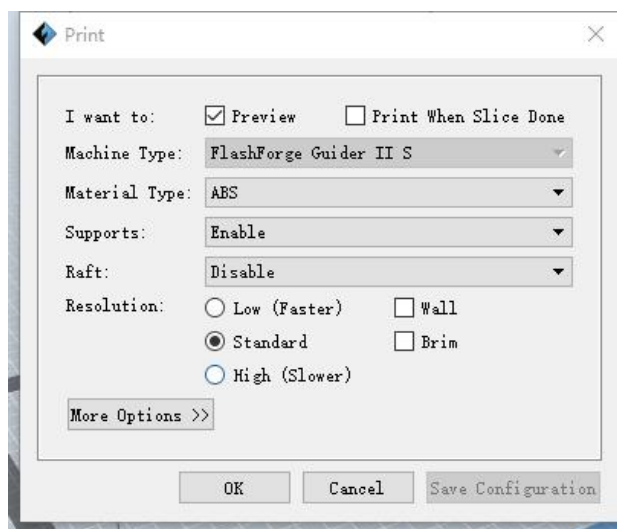 Print
I want to: Preview Print When Slice Done
Machine Type: FlashForge Guider II S
Material Type: ABS
Supports: Enable
Raft: Disable
Resolution: Low (Faster) Wall
Standard Brim
High (Slower)
More Options >>
OK Cancel Save Configuration